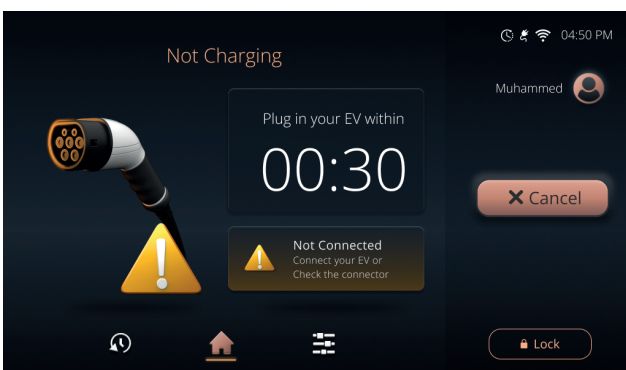 04:50 PM
Not Charging
Muhammed
Plug in your EV within
00:30
Cancel
Not Connected
Connect your EV or
Check the connector
Lock